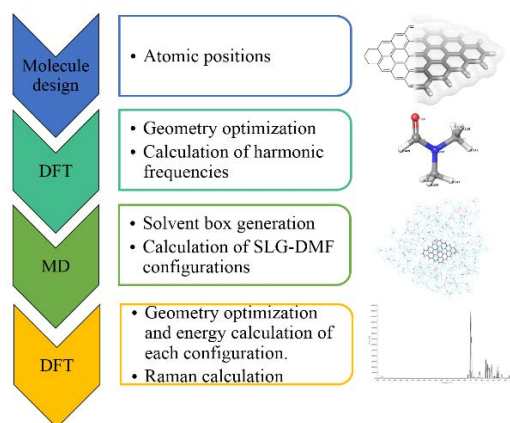 Molecule
design
• Atomic positions
DFT
• Geometry optimization
• Calculation of harmonic
frequencies
MD
• Solvent box generation
• Calculation of SLG-DMF
configurations
DFT
• Geometry optimization
and energy calculation of
each configuration.
• Raman calculation